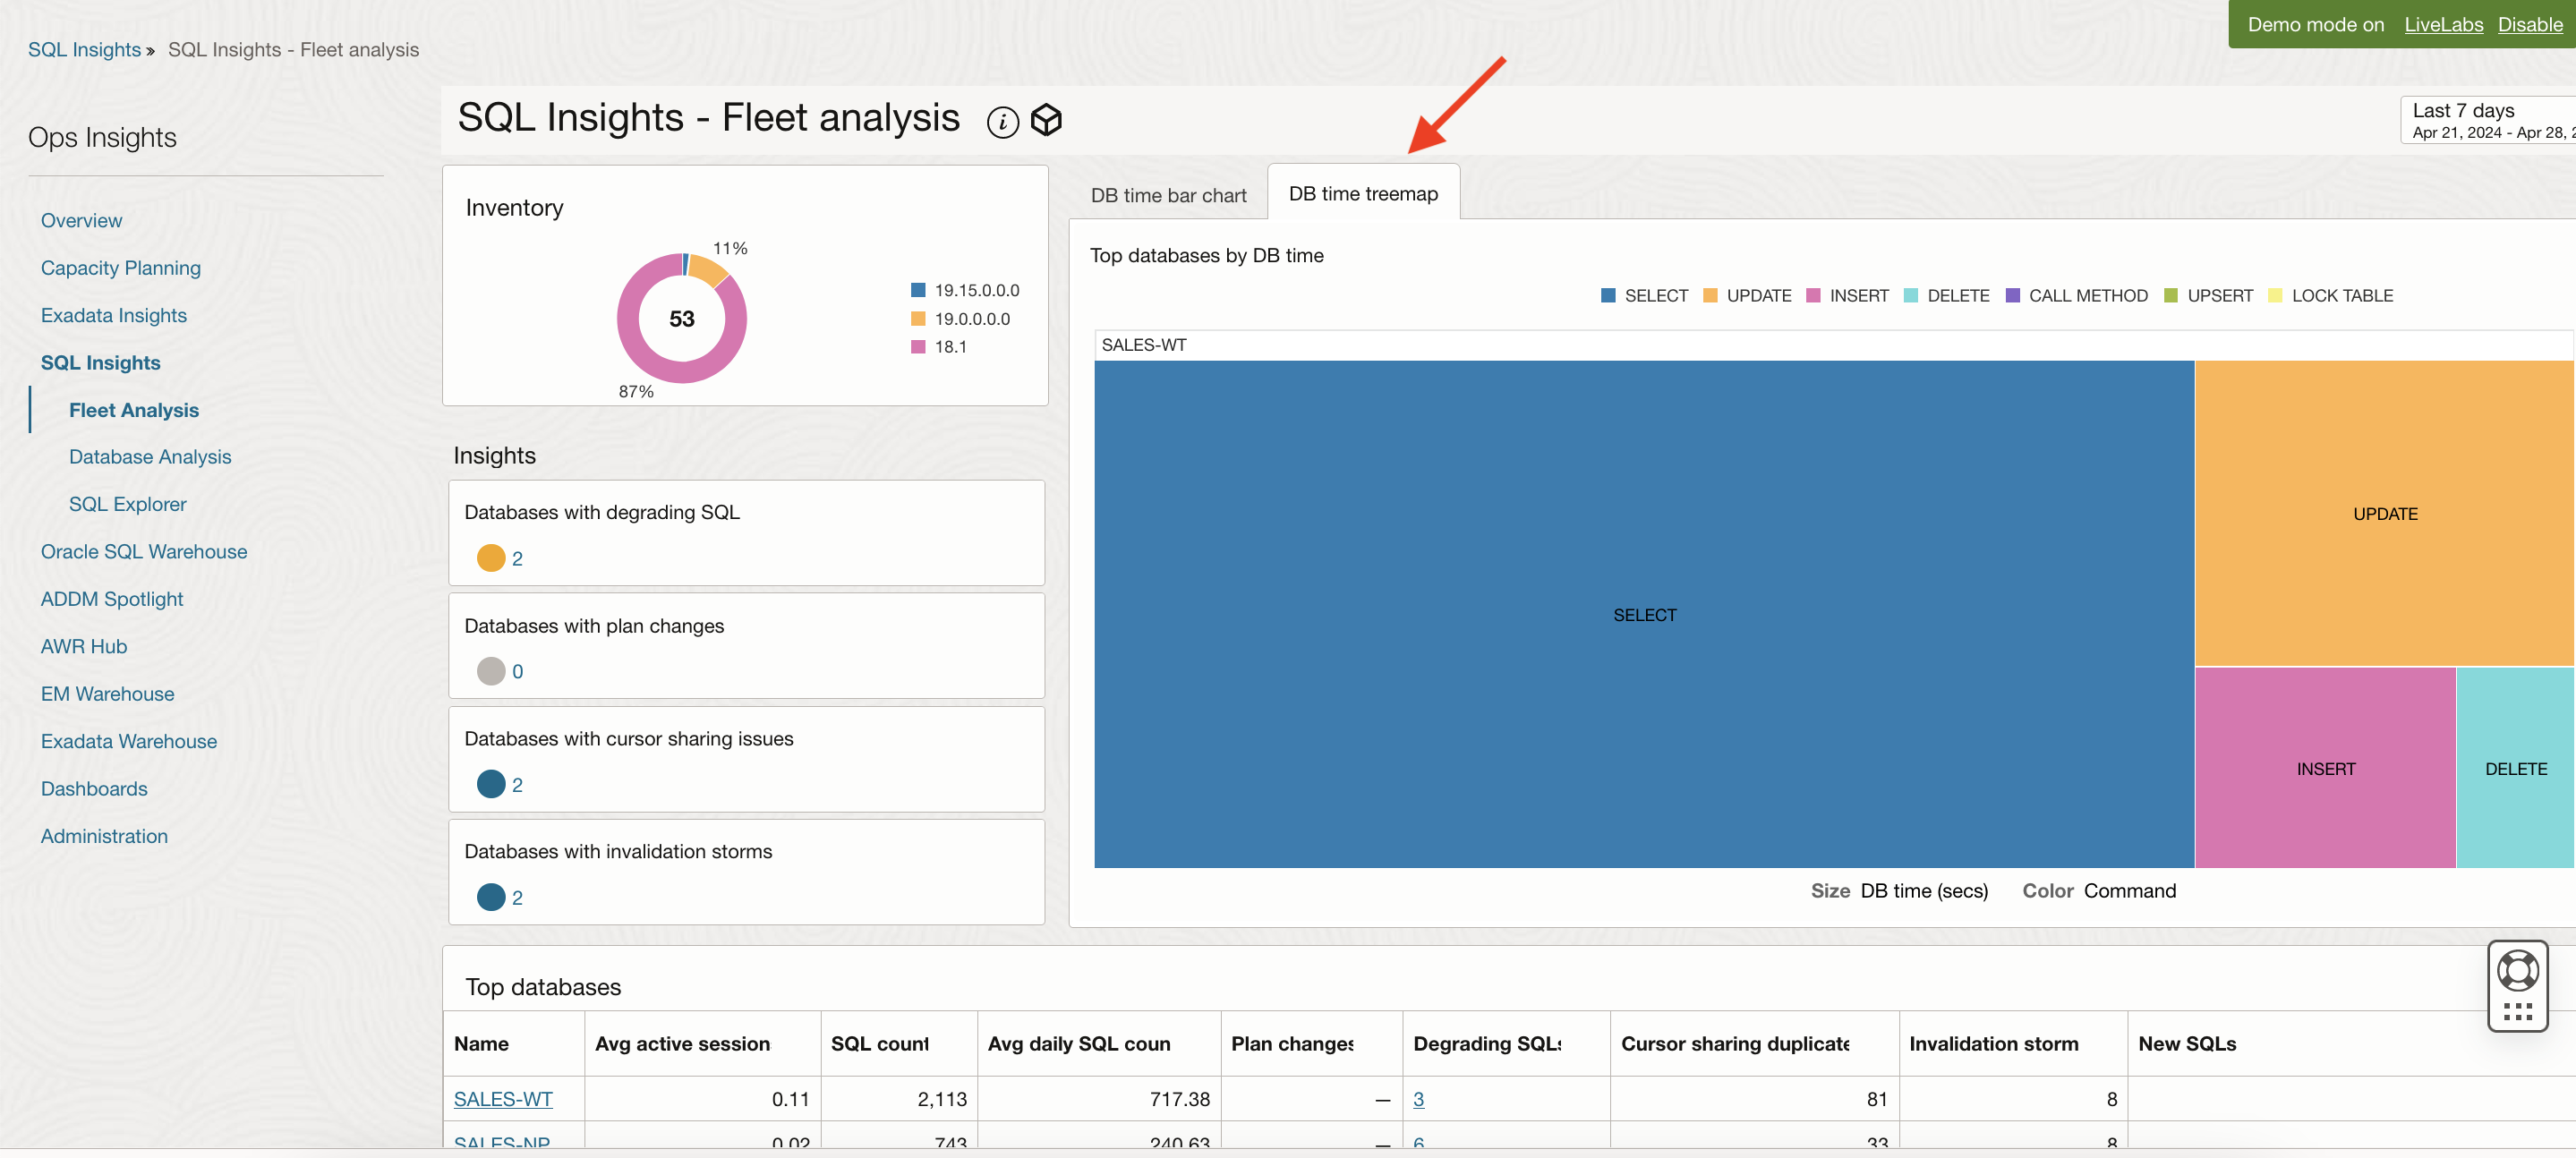 Demo mode on LiveLabs Disable
SQL Insights » SQL Insights - Fleet analysis
Ops Insights
Overview
Capacity Planning
Exadata Insights
SQL Insights
Fleet Analysis
Database Analysis
SQL Explorer
Oracle SQL Warehouse
ADDM Spotlight
AWR Hub
EM Warehouse
Exadata Warehouse
Dashboards
Administration
SQL Insights - Fleet analysis i
Last 7 days
Apr 21, 2024 - Apr 28, 2
Inventory
11%
53
87%
19.15.0.0.0
19.0.0.0.0
18.1
Insights
Databases with degrading SQL
2
Databases with plan changes
0
Databases with cursor sharing issues
2
Databases with invalidation storms
2
DB time bar chart DB time treemap
Top databases by DB time
SELECT UPDATE INSERT DELETE CALL METHOD UPSERT LOCK TABLE
SALES-WT
SELECT
UPDATE
INSERT
DELETE
Size DB time (secs) Color Command
Top databases
Name Avg active session SQL count Avg daily SQL coun Plan changes Degrading SQLs Cursor sharing duplicate Invalidation storm New SQLs
SALES-WT 0.11 2,113 717.38 — 3 81 8
SALES-NP 0.02 743 240.63 — 6 33 8